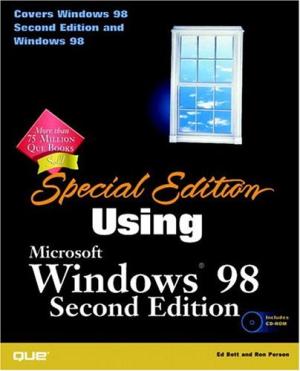 Covers Windows 98
Second Edition and
Windows 98
More than
75 Million
Que Books
Sold
Special Edition
Using
Microsoft
Windows® 98
Second Edition
Includes
CD-ROM
Ed Bott and Ron Person
QUE®